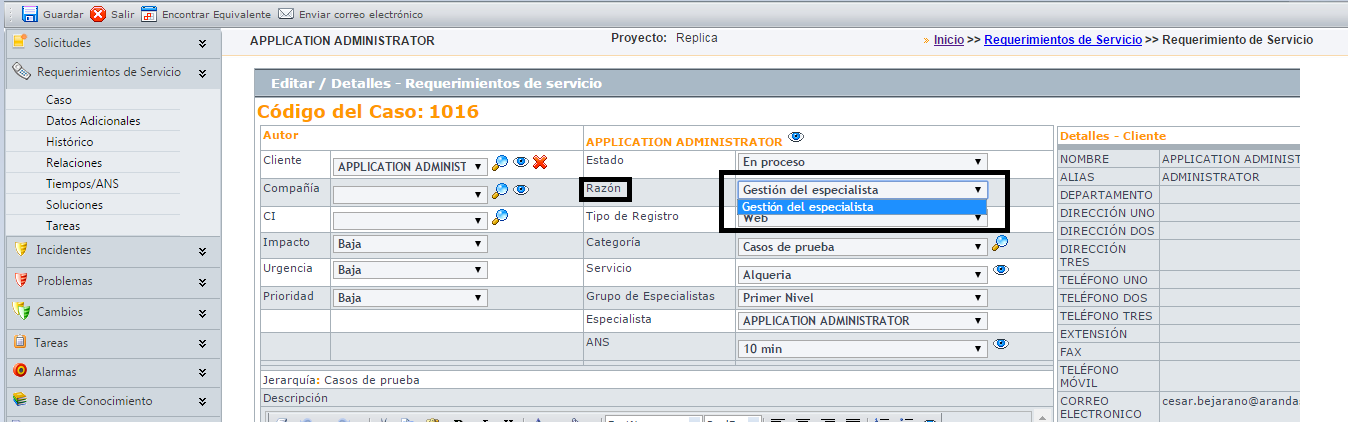 Guardar Salir Encontrar Equivalente Enviar correo electrónico
Solicitudes
Requerimientos de Servicio
Caso
Datos Adicionales
Histórico
Relaciones
Tiempos/ANS
Soluciones
Tareas
Incidentes
Problemas
Cambios
Tareas
Alarmas
Base de Conocimiento
APPLICATION ADMINISTRATOR Proyecto: Replica » Inicio >> Requerimientos de Servicio >> Requerimiento de Servicio
Editar / Detalles - Requerimientos de servicio
Código del Caso: 1016
Autor APPLICATION ADMINISTRATOR
Cliente APPLICATION ADMINIST Estado En proceso
Compañía Razón Gestión del especialista
Gestión del especialista
CI Tipo de Registro Web
Impacto Baja Categoría Casos de prueba
Urgencia Baja Servicio Alqueria
Prioridad Baja Grupo de Especialistas Primer Nivel
Especialista APPLICATION ADMINISTRATOR
ANS 10 min
Jerarquía: Casos de prueba
Descripción
Detalles - Cliente
NOMBRE APPLICATION ADMINIST
ALIAS ADMINISTRATOR
DEPARTAMENTO
DIRECCIÓN UNO
DIRECCIÓN DOS
DIRECCIÓN
TRES
TELÉFONO UNO
TELÉFONO DOS
TELÉFONO TRES
EXTENSIÓN
FAX
TELÉFONO
MÓVIL
CORREO cesar.bejarano@aranda
ELECTRONICO